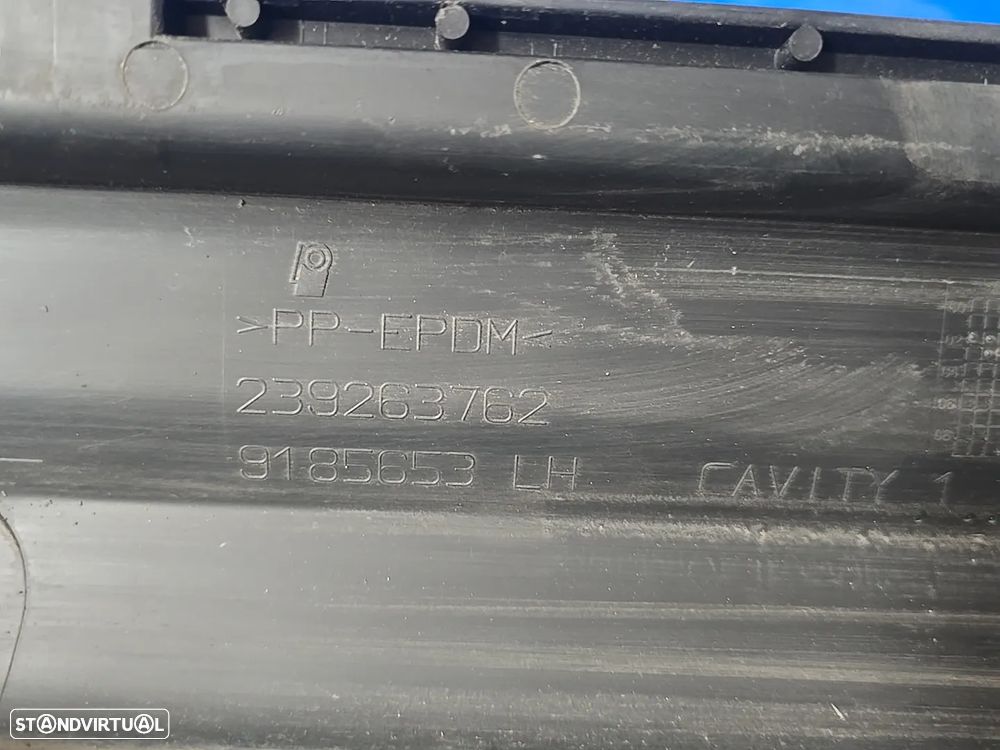 >PP-EPDM<
239263762
9185653 LH
CAVITY 1
STANDVIRTUAL